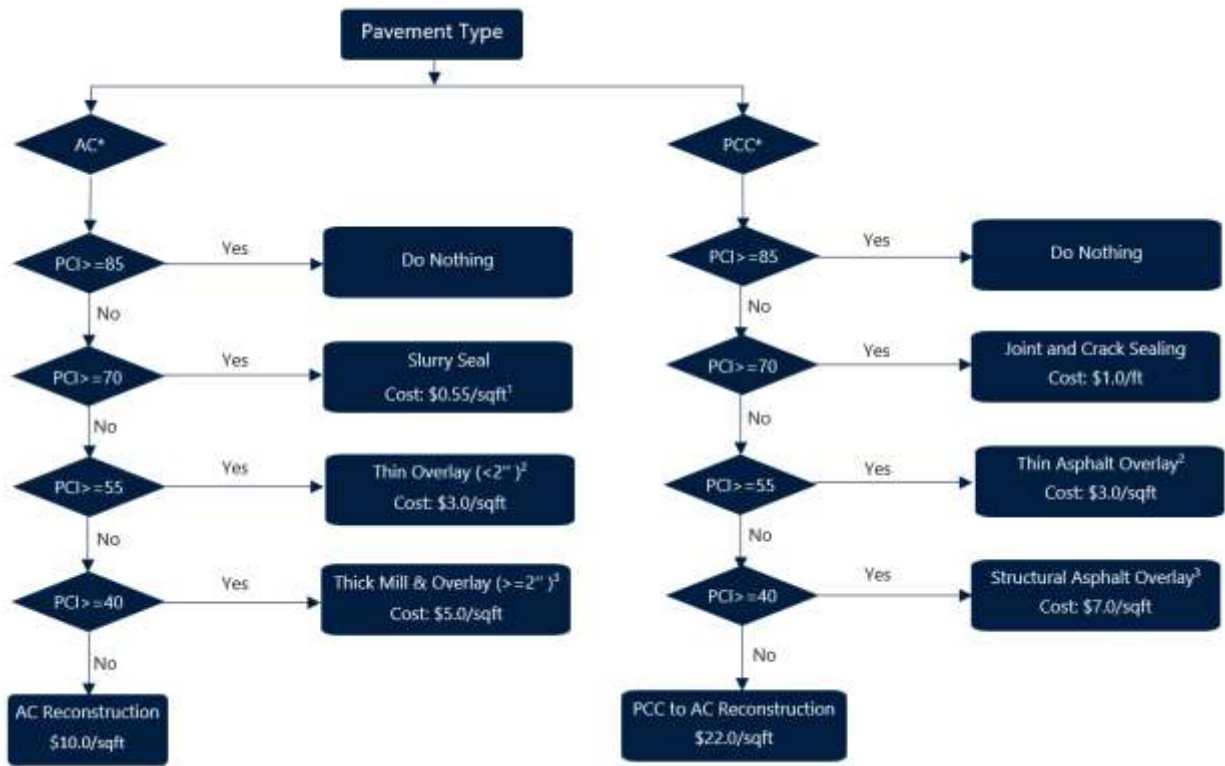 Pavement Type
AC*
PCC*
PCI>=85
Yes
Do Nothing
No
PCI>=70
Yes
Slurry Seal
Cost: $0.55/sqft¹
No
PCI>=55
Yes
Thin Overlay (<2'' )²
Cost: $3.0/sqft
No
PCI>=40
Yes
Thick Mill & Overlay (>=2'' )³
Cost: $5.0/sqft
No
AC Reconstruction
$10.0/sqft
PCI>=85
Yes
Do Nothing
No
PCI>=70
Yes
Joint and Crack Sealing
Cost: $1.0/ft
No
PCI>=55
Yes
Thin Asphalt Overlay²
Cost: $3.0/sqft
No
PCI>=40
Yes
Structural Asphalt Overlay³
Cost: $7.0/sqft
No
PCC to AC Reconstruction
$22.0/sqft